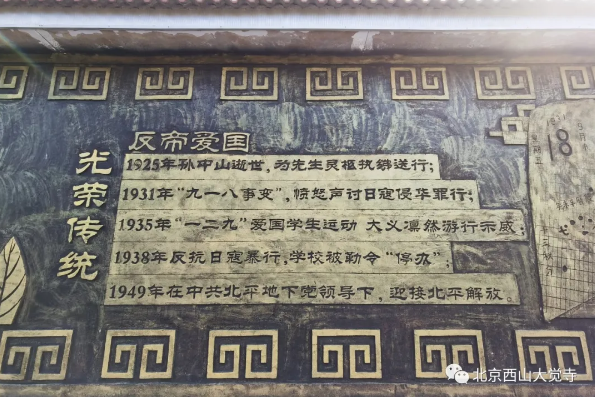 光荣传统
反帝爱国
1925年孙中山逝世，为先生灵柩执绋送行；
1931年“九一八事变”，愤怒声讨日寇侵华罪行；
1935年“一二九”爱国学生运动 大义凛然游行示威；
1938年反抗日寇暴行，学校被勒令“停办”；
1949年在中共北平地下党领导下，迎接北平解放。
18
北京西山大觉寺